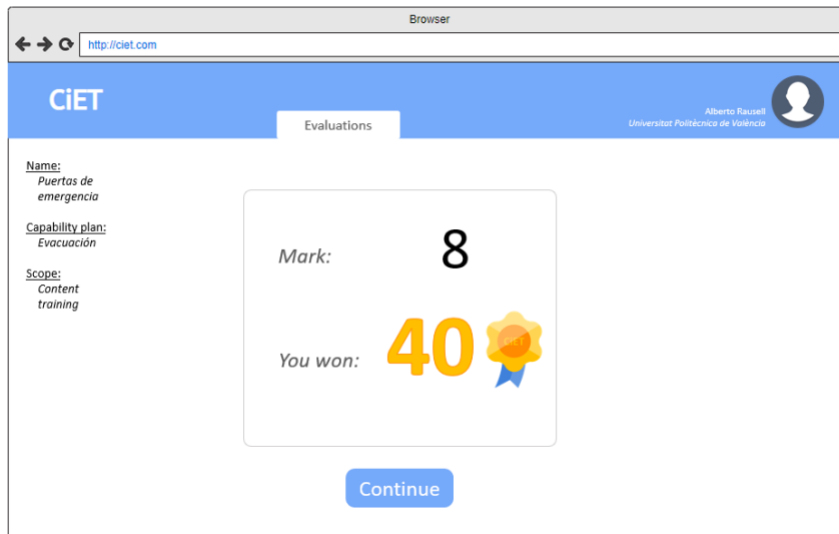 Browser
http://ciet.com
CiET
Evaluations
Alberto Rausell
Universitat Politècnica de València
Name:
Puertas de
emergencia
Capability plan:
Evacuación
Scope:
Content
training
Mark:
8
You won:
40
CiET
Continue